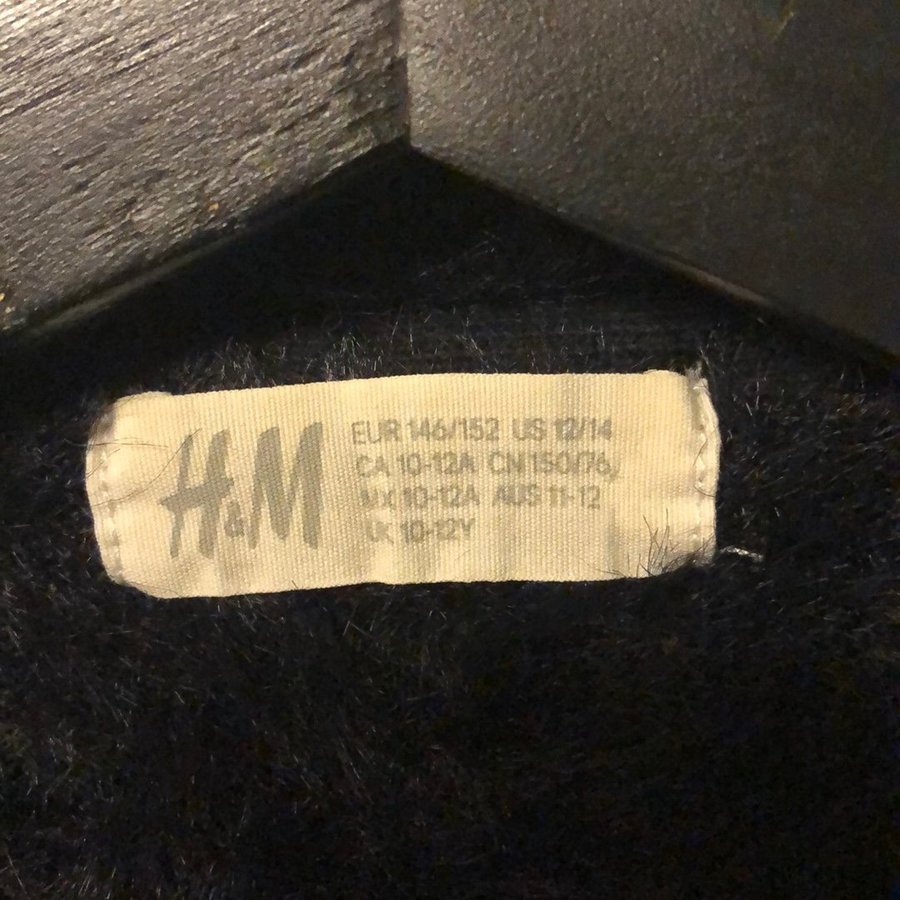 H&M
EUR 146/152 US 12/14
CA 10-12A CN 150/76,
MX 10-12A AUS 11-12
UK 10-12Y